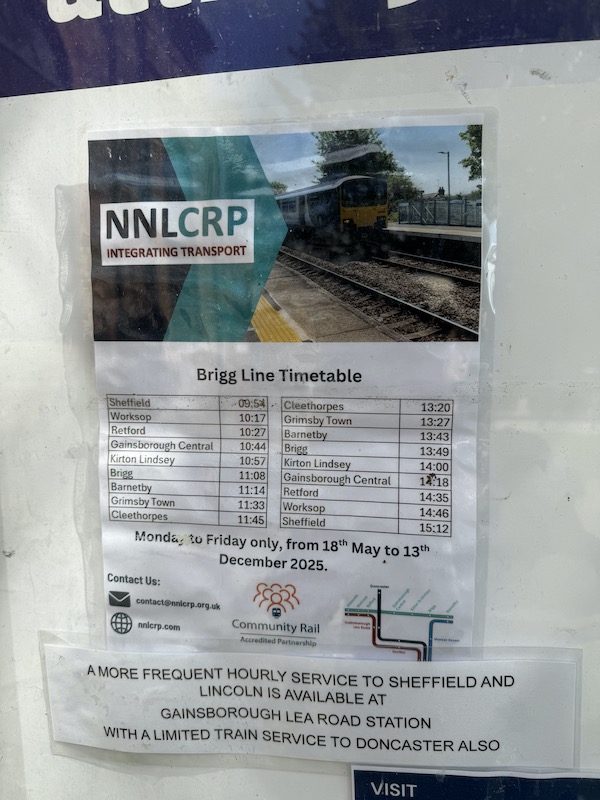 NNLCRP
INTEGRATING TRANSPORT
Brigg Line Timetable
Sheffield 09:54
Worksop 10:17
Retford 10:27
Gainsborough Central 10:44
Kirton Lindsey 10:57
Brigg 11:08
Barnetby 11:14
Grimsby Town 11:33
Cleethorpes 11:45
Cleethorpes 13:20
Grimsby Town 13:27
Barnetby 13:43
Brigg 13:49
Kirton Lindsey 14:00
Gainsborough Central 14:18
Retford 14:35
Worksop 14:46
Sheffield 15:12
Monday to Friday only, from 18th May to 13th
December 2025.
Contact Us:
contact@nnlcrp.org.uk
nnlcrp.com
Community Rail
Accredited Partnership
A MORE FREQUENT HOURLY SERVICE TO SHEFFIELD AND
LINCOLN IS AVAILABLE AT
GAINSBOROUGH LEA ROAD STATION
WITH A LIMITED TRAIN SERVICE TO DONCASTER ALSO
VISIT